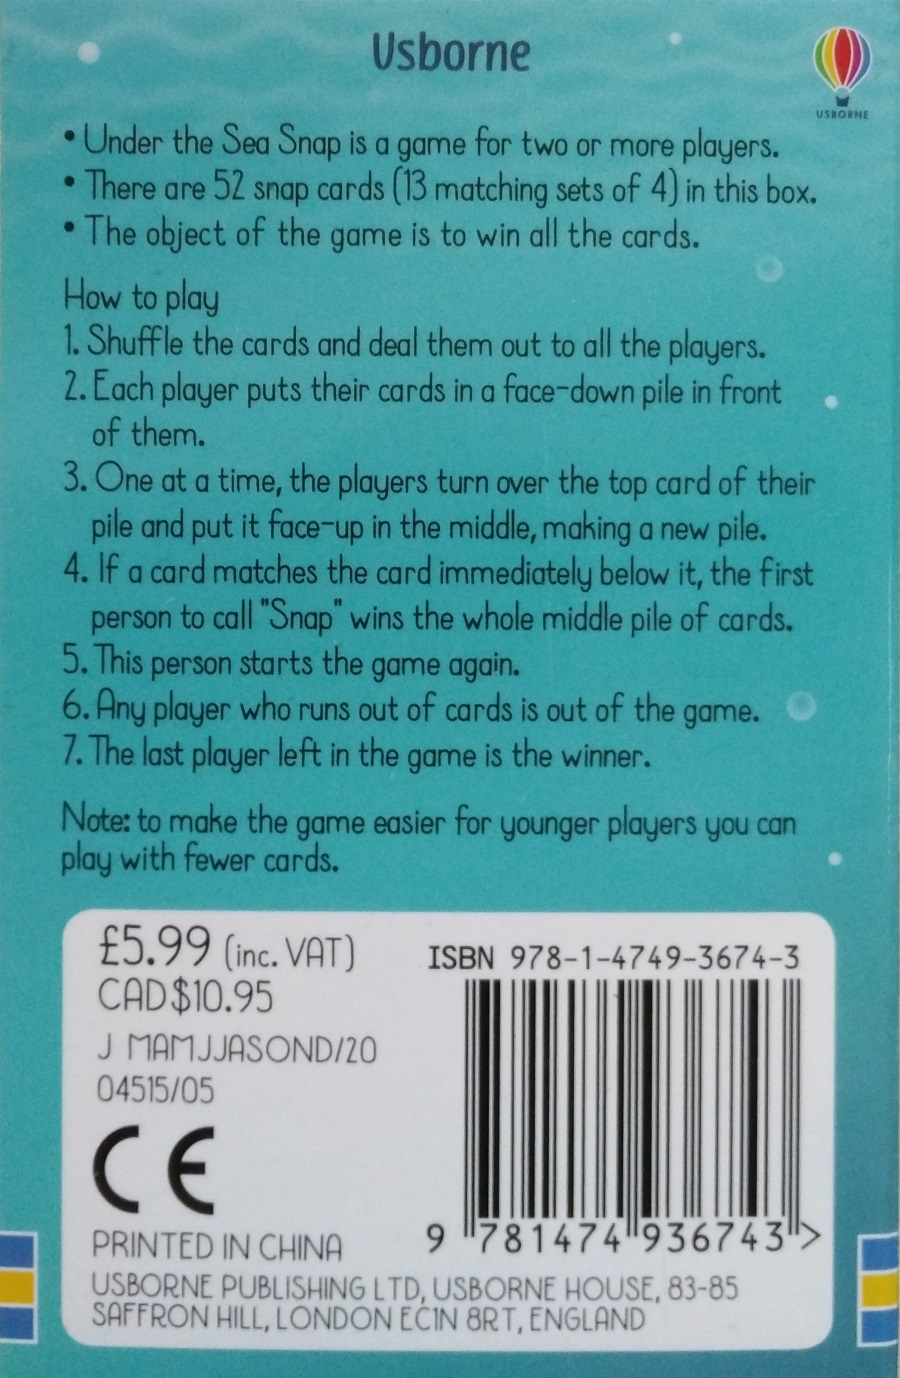 Usborne
USBORNE
• Under the Sea Snap is a game for two or more players.
• There are 52 snap cards (13 matching sets of 4) in this box.
• The object of the game is to win all the cards.
How to play
1. Shuffle the cards and deal them out to all the players.
2. Each player puts their cards in a face-down pile in front
of them.
3. One at a time, the players turn over the top card of their
pile and put it face-up in the middle, making a new pile.
4. If a card matches the card immediately below it, the first
person to call "Snap" wins the whole middle pile of cards.
5. This person starts the game again.
6. Any player who runs out of cards is out of the game.
7. The last player left in the game is the winner.
Note: to make the game easier for younger players you can
play with fewer cards.
£5.99 (inc. VAT)
CAD$10.95
J MAMJJASOND/20
04515/05
CE
ISBN 978-1-4749-3674-3
9 781474 936743 >
PRINTED IN CHINA
USBORNE PUBLISHING LTD, USBORNE HOUSE, 83-85
SAFFRON HILL, LONDON EC1N 8RT, ENGLAND